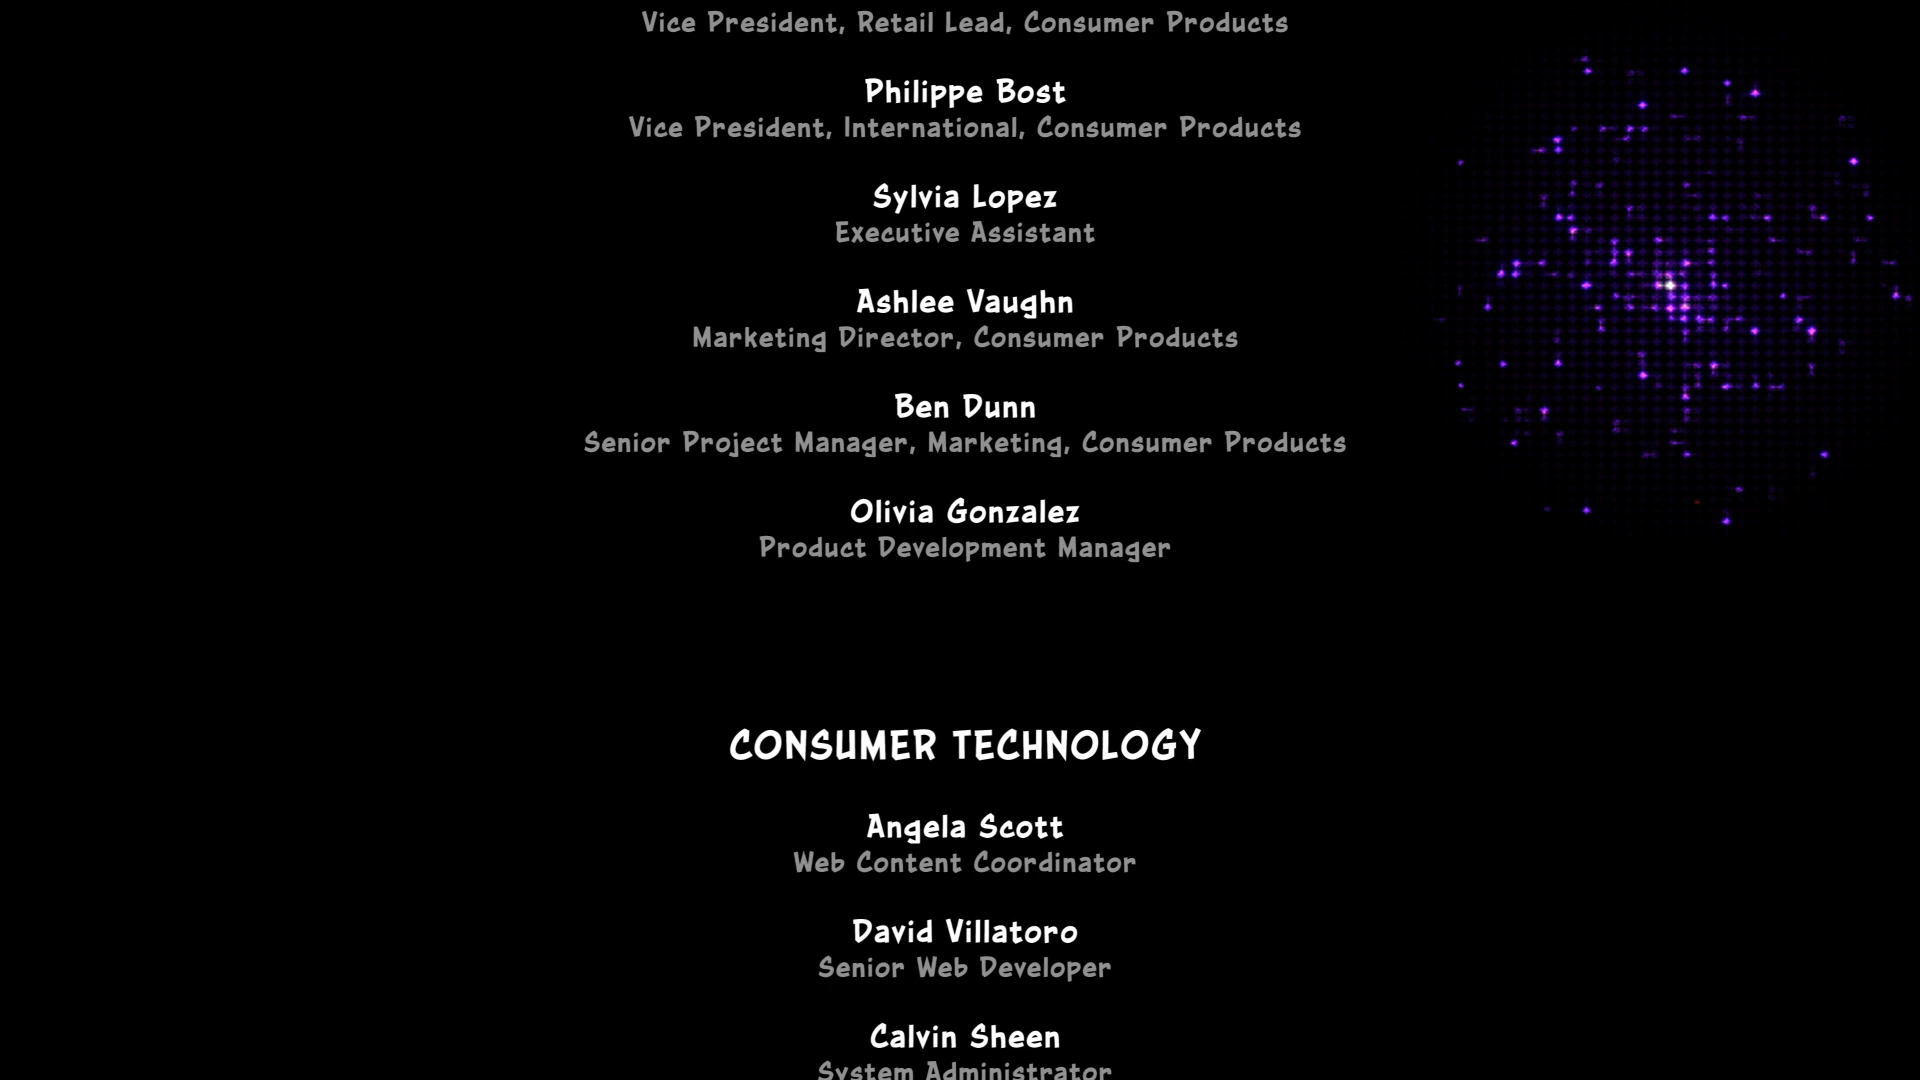 Vice President, Retail Lead, Consumer Products
Philippe Bost
Vice President, International, Consumer Products
Sylvia Lopez
Executive Assistant
Ashlee Vaughn
Marketing Director, Consumer Products
Ben Dunn
Senior Project Manager, Marketing, Consumer Products
Olivia Gonzalez
Product Development Manager
CONSUMER TECHNOLOGY
Angela Scott
Web Content Coordinator
David Villatoro
Senior Web Developer
Calvin Sheen
System Administrator